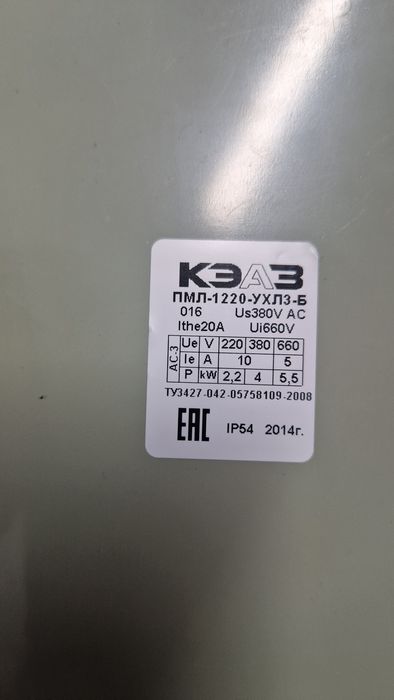 КЭАЗ
ПМЛ-1220-УХЛ3-Б
016 Us380V AC
Ithe20A Ui660V
AC-3
Ue V 220 380 660
Ie A 10 5
P kW 2,2 4 5,5
ТУ3427-042-05758109-2008
EAC IP54 2014г.